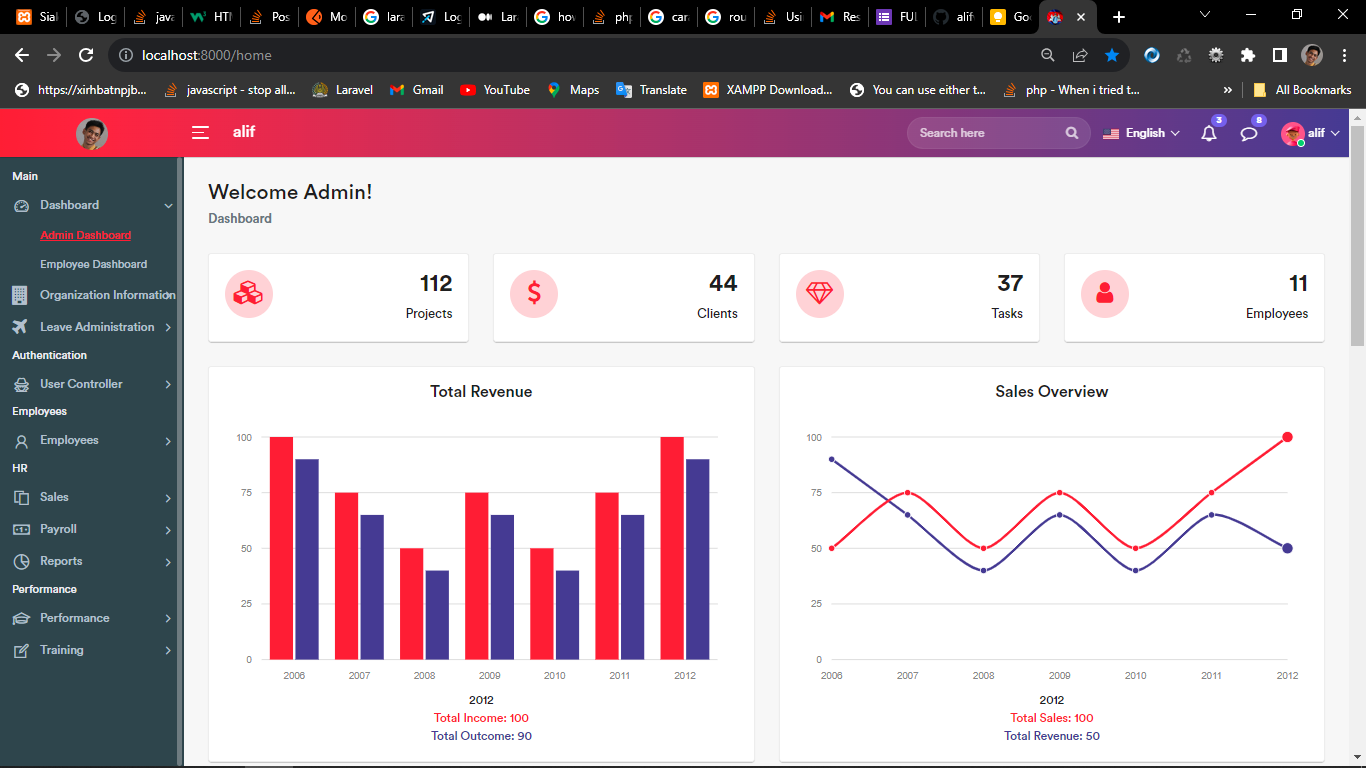 Sial
Log
java
HTM
Pos
Mo
lara
Log
Lar
hov
php
car
rou
Usi
Res
FUL
alif
Goo
localhost:8000/home
https://xirhbatnpjb...
javascript - stop all...
Laravel
Gmail
YouTube
Maps
Translate
XAMPP Download...
You can use either t...
php - When i tried t...
»
All Bookmarks
alif
Search here
English
3
8
alif
Main
Dashboard
Admin Dashboard
Employee Dashboard
Organization Information
Leave Administration
Authentication
User Controller
Employees
Employees
HR
Sales
Payroll
Reports
Performance
Performance
Training
Welcome Admin!
Dashboard
112
Projects
44
Clients
37
Tasks
11
Employees
Total Revenue
100
75
50
25
0
2006 2007 2008 2009 2010 2011 2012
2012
Total Income: 100
Total Outcome: 90
Sales Overview
100
75
50
25
0
2006 2007 2008 2009 2010 2011 2012
2012
Total Sales: 100
Total Revenue: 50